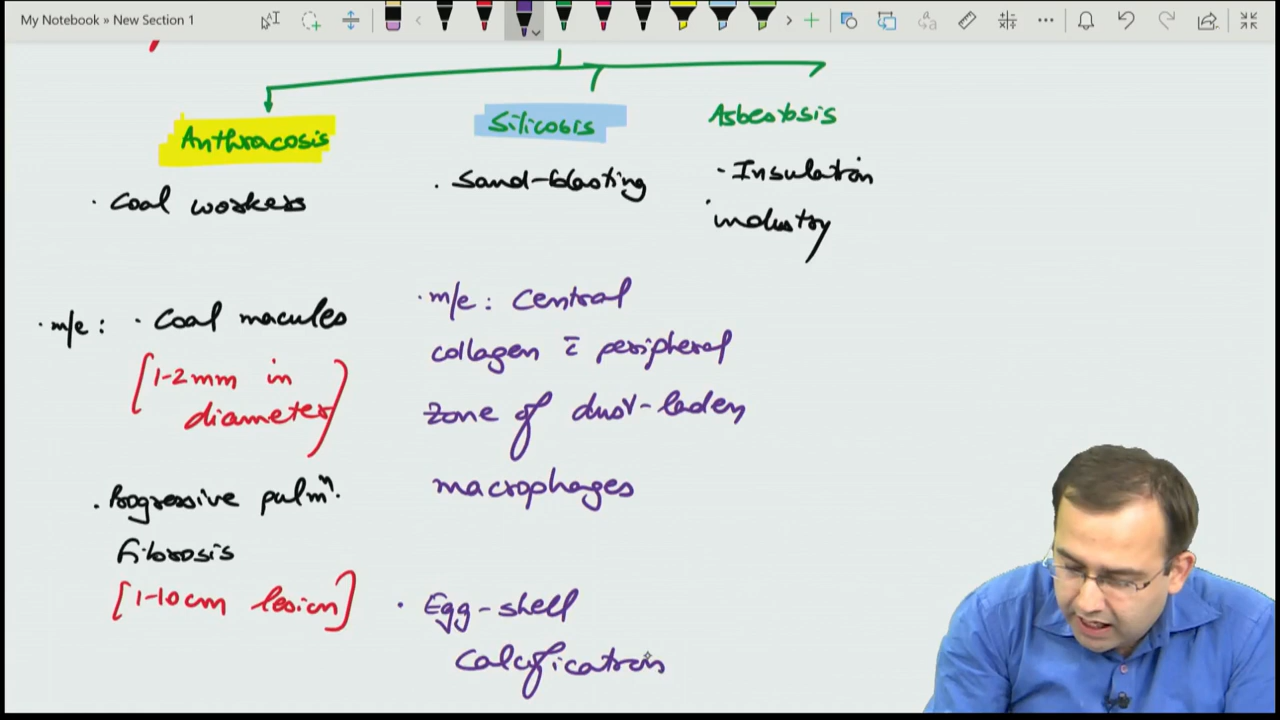 My Notebook » New Section 1
Anthracosis
Silicosis
Asbestosis
· Coal workers
· Sand-blasting
- Insulation
industry
· m/e : · Coal macules
[1-2mm in
diameter]
· Progressive pulmⁿ.
fibrosis
[1-10cm lesion]
· m/e : Central
collagen c̄ peripheral
zone of dust-laden
macrophages
· Egg-shell
calcification